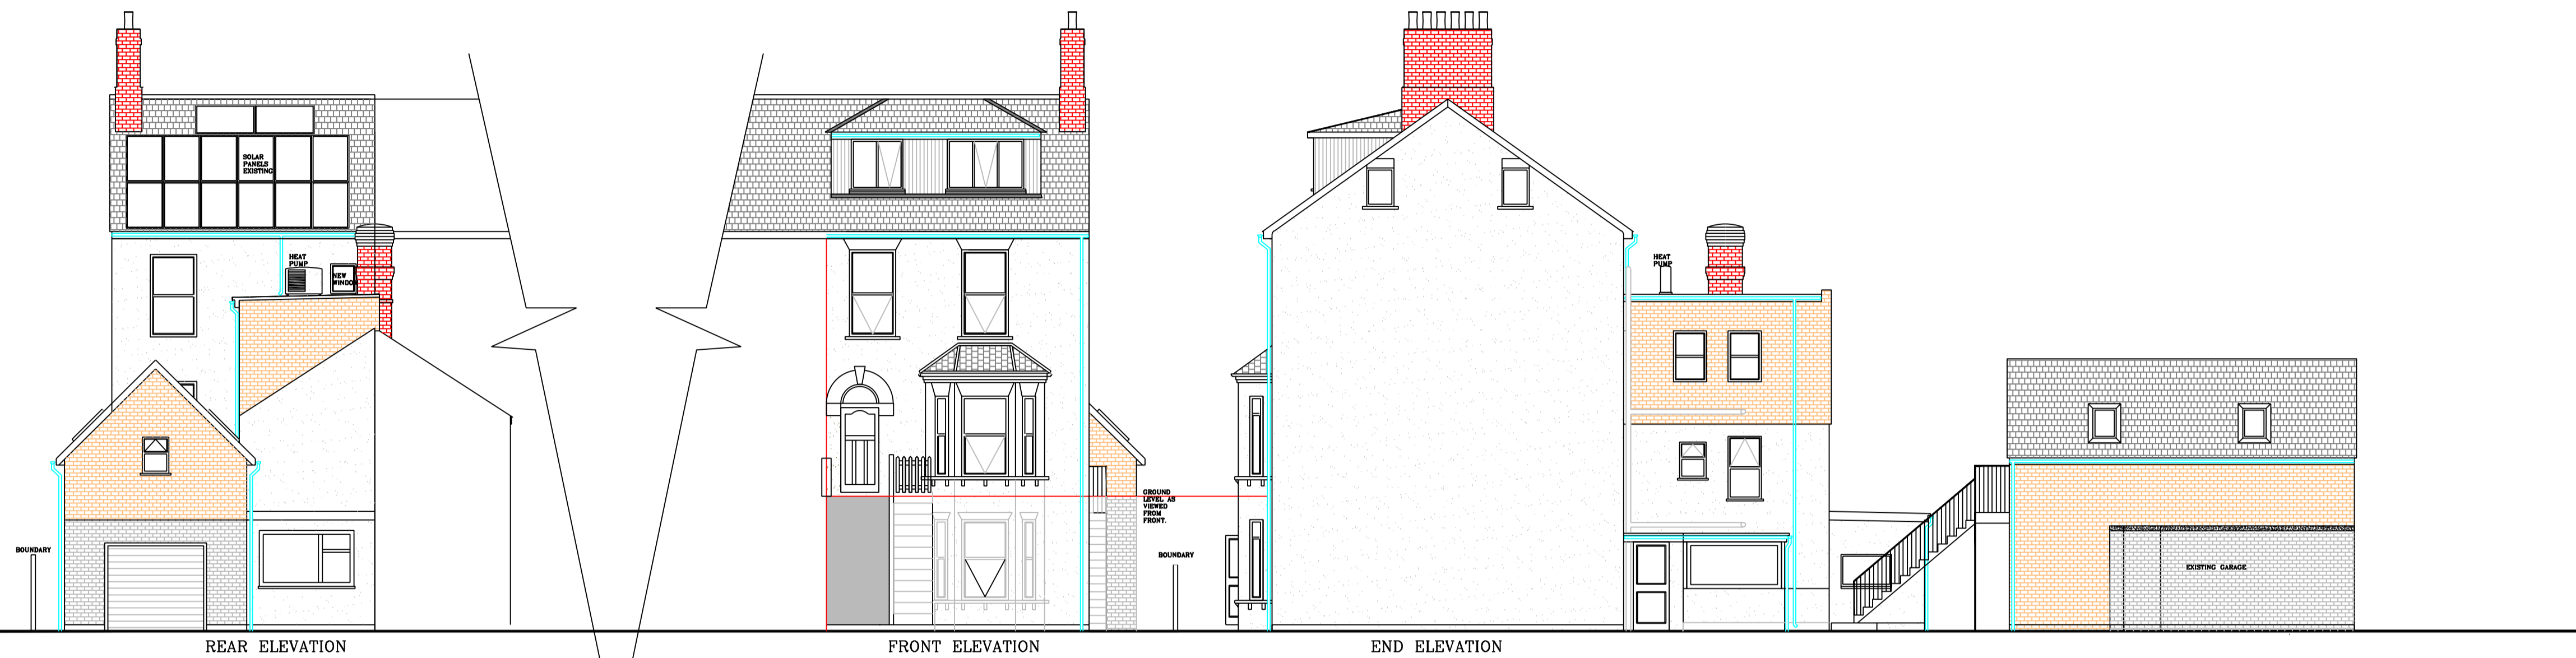 SOLAR
PANELS
EXISTING
HEAT
PUMP
NEW
WINDOW
BOUNDARY
REAR ELEVATION
GROUND
LEVEL AS
VIEWED
FROM
FRONT.
BOUNDARY
FRONT ELEVATION
HEAT
PUMP
END ELEVATION
EXISTING GARAGE